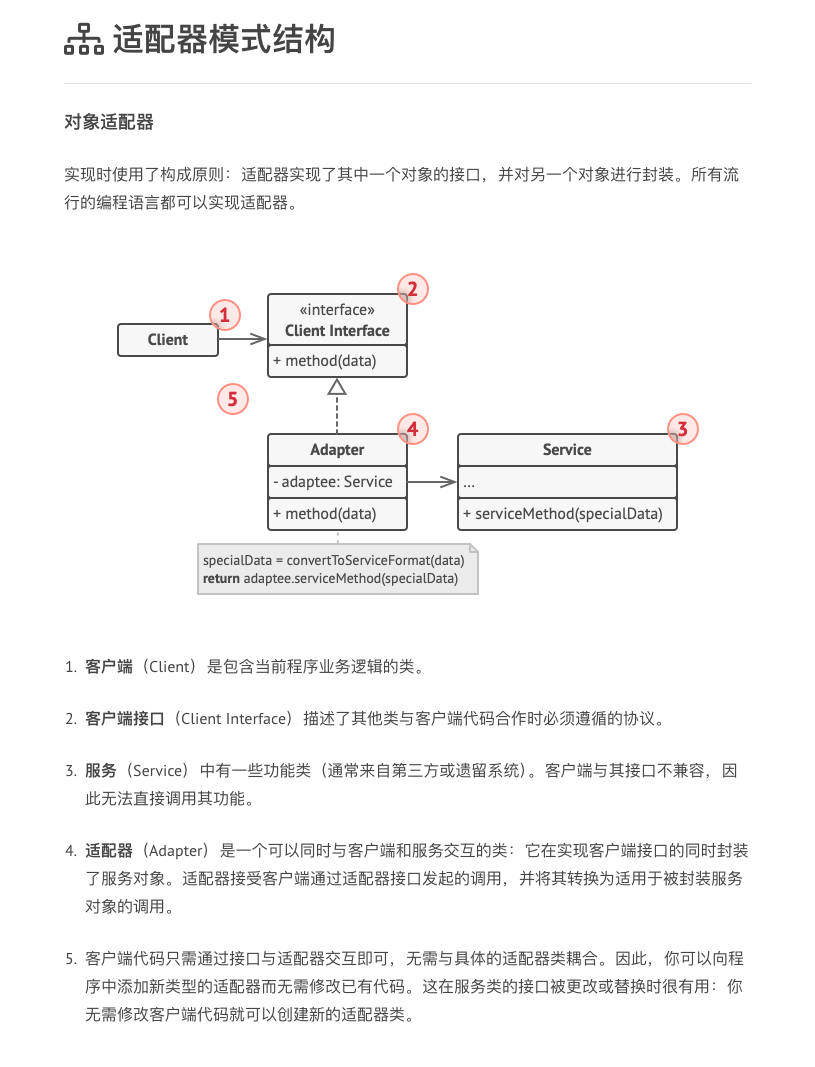 适配器模式结构
对象适配器
实现时使用了构成原则：适配器实现了其中一个对象的接口，并对另一个对象进行封装。所有流
行的编程语言都可以实现适配器。
1
2
«interface»
Client Interface
Client
+ method(data)
5
4
3
Adapter
Service
- adaptee: Service
...
+ method(data)
+ serviceMethod(specialData)
specialData = convertToServiceFormat(data)
return adaptee.serviceMethod(specialData)
1. 客户端（Client）是包含当前程序业务逻辑的类。
2. 客户端接口（Client Interface）描述了其他类与客户端代码合作时必须遵循的协议。
3. 服务（Service）中有一些功能类（通常来自第三方或遗留系统）。客户端与其接口不兼容，因
此无法直接调用其功能。
4. 适配器（Adapter）是一个可以同时与客户端和服务交互的类：它在实现客户端接口的同时封装
了服务对象。适配器接受客户端通过适配器接口发起的调用，并将其转换为适用于被封装服务
对象的调用。
5. 客户端代码只需通过接口与适配器交互即可，无需与具体的适配器类耦合。因此，你可以向程
序中添加新类型的适配器而无需修改已有代码。这在服务类的接口被更改或替换时很有用：你
无需修改客户端代码就可以创建新的适配器类。